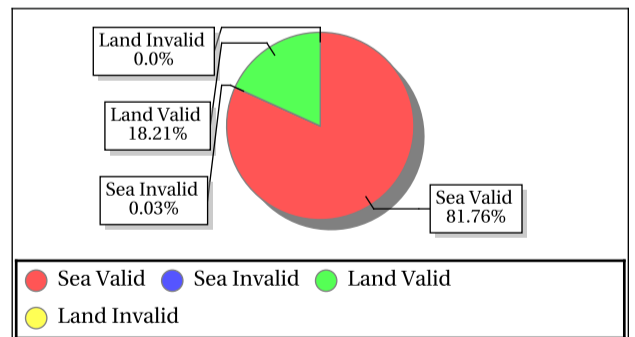 Land Invalid
0.0%
Land Valid
18.21%
Sea Invalid
0.03%
Sea Valid
81.76%
Sea Valid Sea Invalid Land Valid
Land Invalid